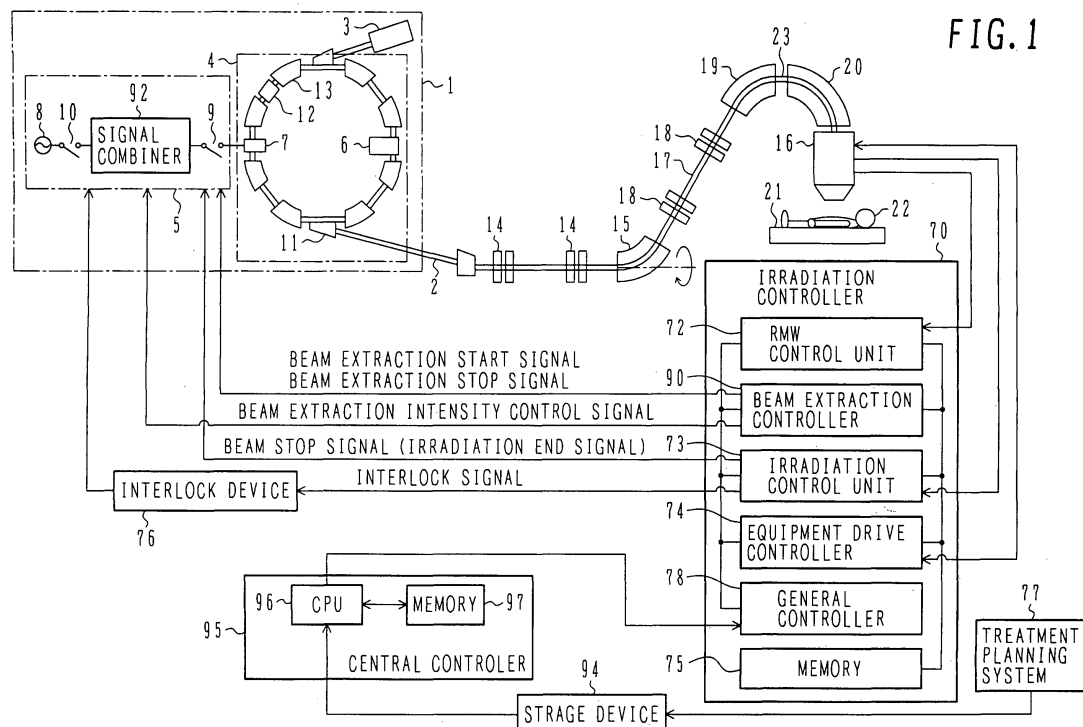 FIG. 1
3
4
1
13
12
92
8
10
SIGNAL
COMBINER
9
7
6
5
11
2
14
14
15
17
18
18
19
23
20
16
21
22
70
IRRADIATION
CONTROLLER
72
RMW
CONTROL UNIT
BEAM EXTRACTION START SIGNAL
BEAM EXTRACTION STOP SIGNAL
90
BEAM EXTRACTION
CONTROLLER
BEAM EXTRACTION INTENSITY CONTROL SIGNAL
BEAM STOP SIGNAL (IRRADIATION END SIGNAL)
73
IRRADIATION
CONTROL UNIT
INTERLOCK SIGNAL
INTERLOCK DEVICE
76
74
EQUIPMENT DRIVE
CONTROLLER
78
GENERAL
CONTROLLER
75
MEMORY
96
CPU
MEMORY
97
95
CENTRAL CONTROLER
94
STRAGE DEVICE
77
TREATMENT
PLANNING
SYSTEM